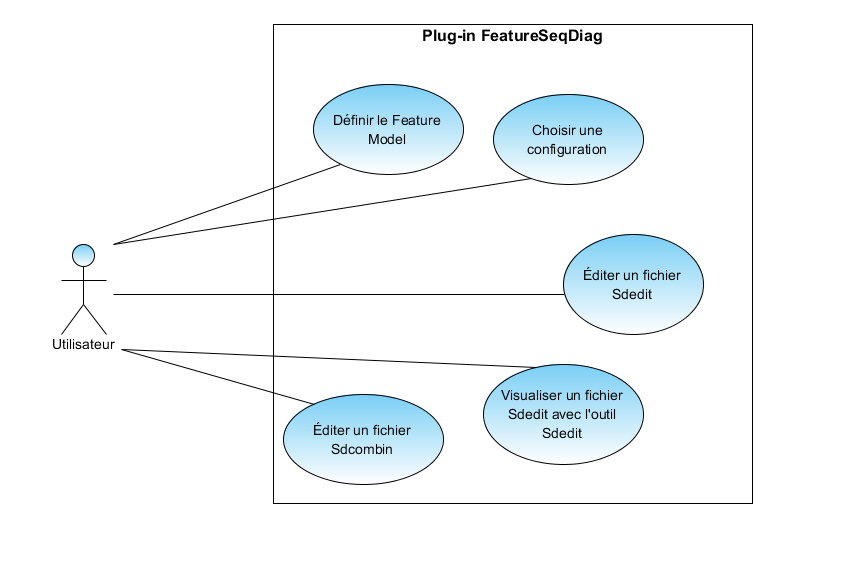 Plug-in FeatureSeqDiag
Définir le Feature
Model
Choisir une
configuration
Éditer un fichier
Sdedit
Utilisateur
Visualiser un fichier
Sdedit avec l'outil
Sdedit
Éditer un fichier
Sdcombin